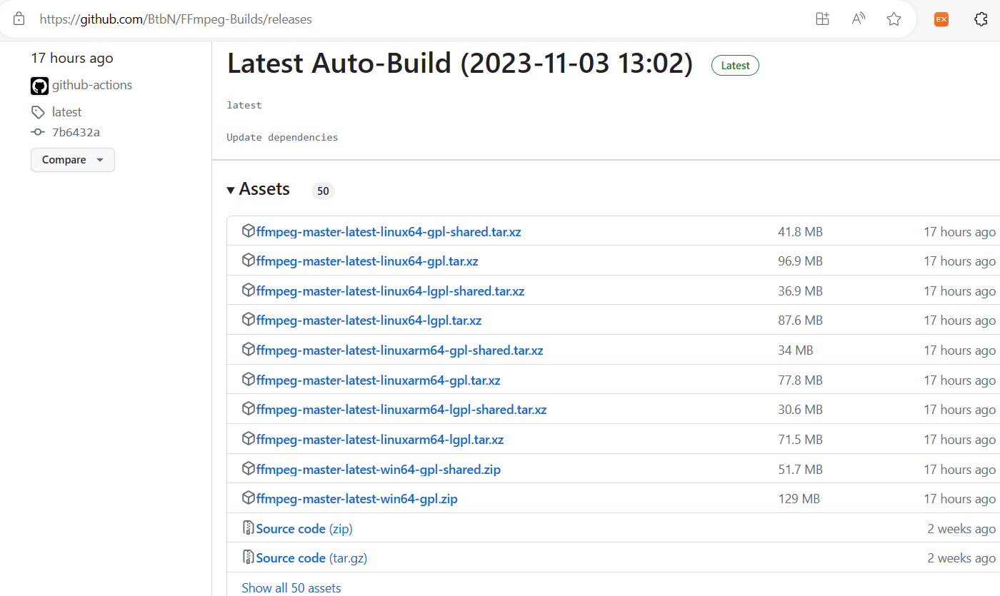 https://github.com/BtbN/FFmpeg-Builds/releases
EX
17 hours ago
github-actions
latest
7b6432a
Compare
Latest Auto-Build (2023-11-03 13:02) Latest
latest
Update dependencies
Assets 50
ffmpeg-master-latest-linux64-gpl-shared.tar.xz 41.8 MB 17 hours ago
ffmpeg-master-latest-linux64-gpl.tar.xz 96.9 MB 17 hours ago
ffmpeg-master-latest-linux64-lgpl-shared.tar.xz 36.9 MB 17 hours ago
ffmpeg-master-latest-linux64-lgpl.tar.xz 87.6 MB 17 hours ago
ffmpeg-master-latest-linuxarm64-gpl-shared.tar.xz 34 MB 17 hours ago
ffmpeg-master-latest-linuxarm64-gpl.tar.xz 77.8 MB 17 hours ago
ffmpeg-master-latest-linuxarm64-lgpl-shared.tar.xz 30.6 MB 17 hours ago
ffmpeg-master-latest-linuxarm64-lgpl.tar.xz 71.5 MB 17 hours ago
ffmpeg-master-latest-win64-gpl-shared.zip 51.7 MB 17 hours ago
ffmpeg-master-latest-win64-gpl.zip 129 MB 17 hours ago
Source code (zip) 2 weeks ago
Source code (tar.gz) 2 weeks ago
Show all 50 assets